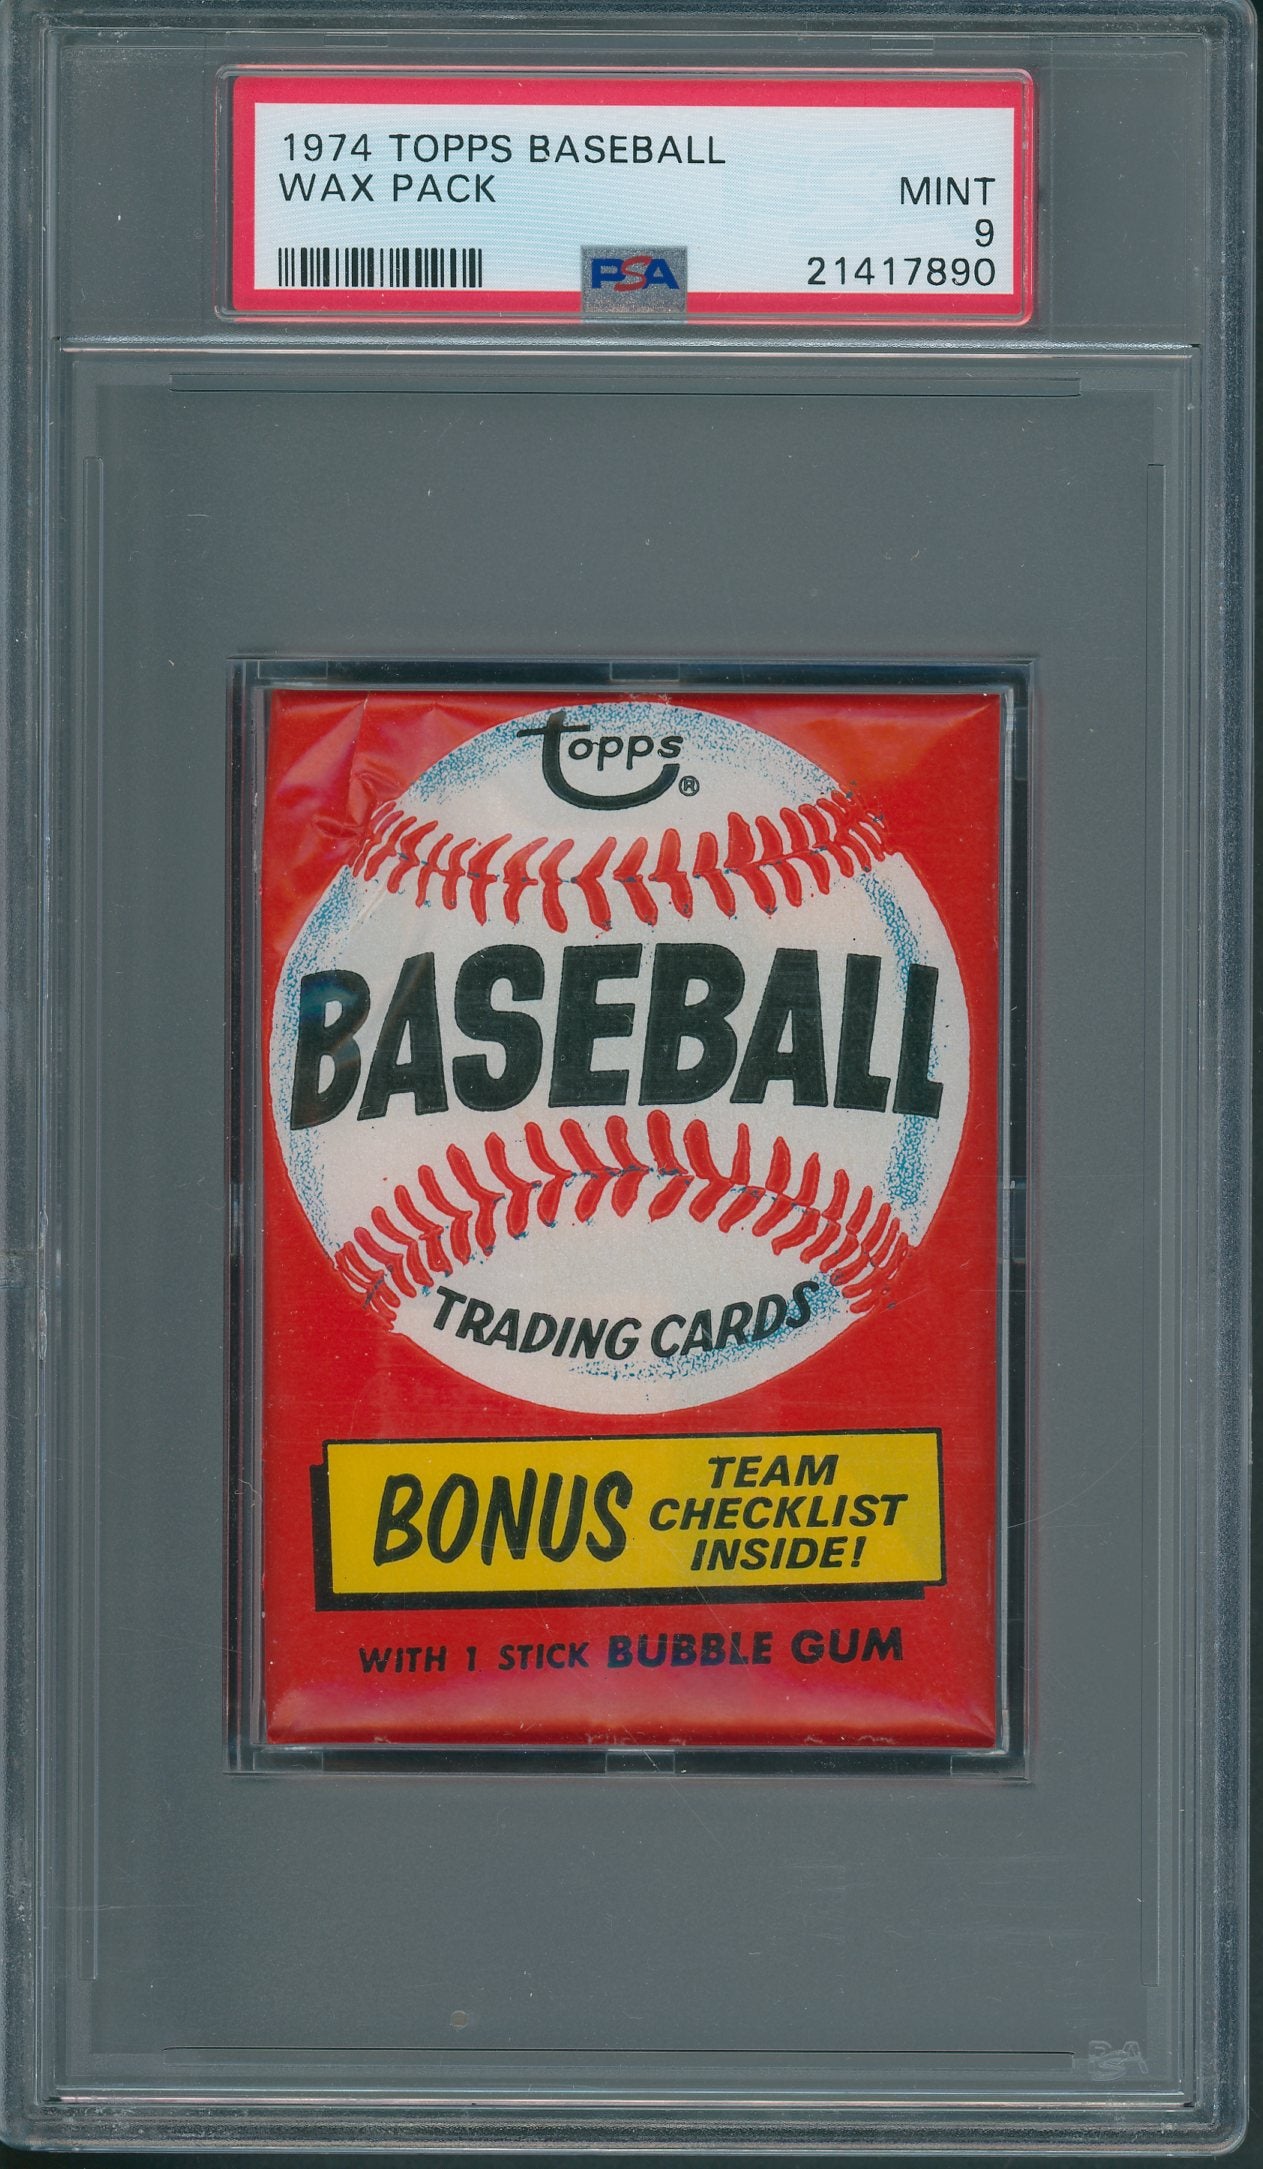 1974 TOPPS BASEBALL
WAX PACK
MINT
9
PSA
21417890
Topps ®
BASEBALL
TRADING CARDS
BONUS
TEAM
CHECKLIST
INSIDE!
WITH 1 STICK BUBBLE GUM
PSA